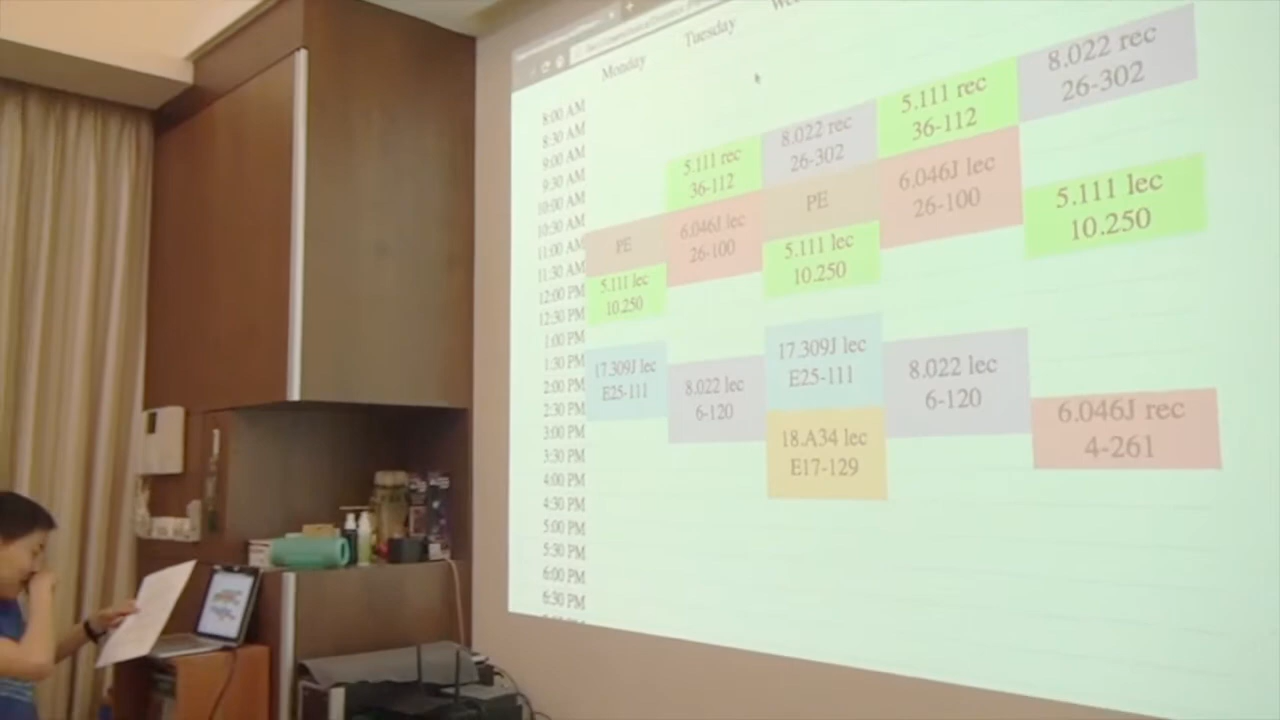 Monday
Tuesday
8:00 AM
8:30 AM
9:00 AM
9:30 AM
10:00 AM
10:30 AM
11:00 AM
11:30 AM
12:00 PM
12:30 PM
1:00 PM
1:30 PM
2:00 PM
2:30 PM
3:00 PM
3:30 PM
4:00 PM
4:30 PM
5:00 PM
5:30 PM
6:00 PM
6:30 PM
PE
5.111 lec
10.250
17.309J lec
E25-111
5.111 rec
36-112
6.046J lec
26-100
8.022 lec
6-120
8.022 rec
26-302
PE
5.111 lec
10.250
17.309J lec
E25-111
18.A34 lec
E17-129
5.111 rec
36-112
6.046J lec
26-100
8.022 lec
6-120
8.022 rec
26-302
5.111 lec
10.250
6.046J rec
4-261